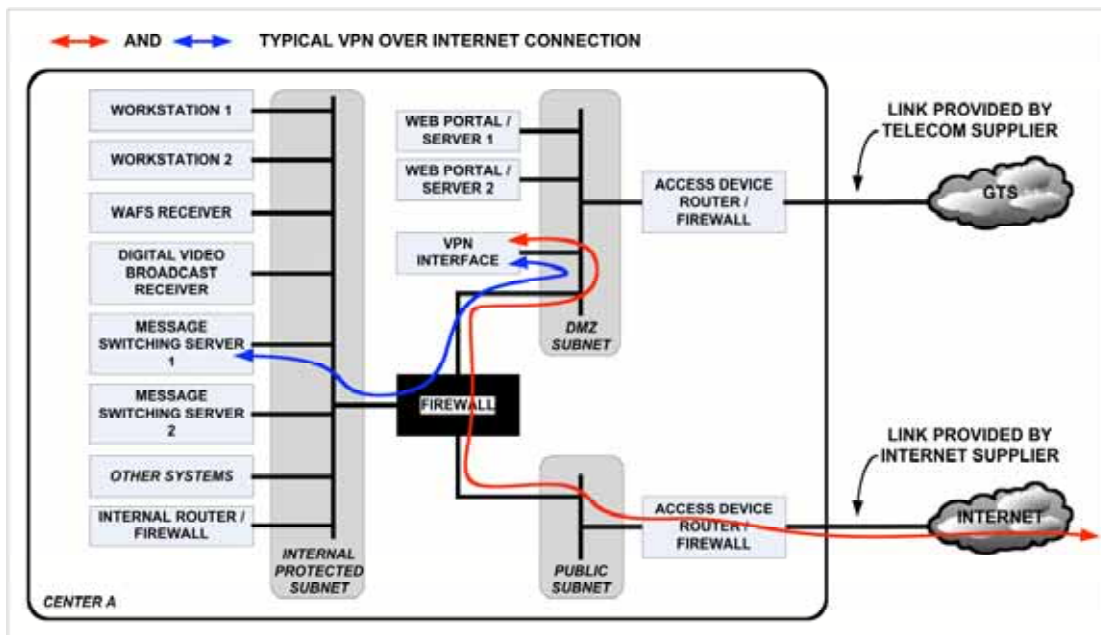 AND
TYPICAL VPN OVER INTERNET CONNECTION
WORKSTATION 1
WORKSTATION 2
WAFS RECEIVER
DIGITAL VIDEO
BROADCAST
RECEIVER
MESSAGE
SWITCHING SERVER
1
MESSAGE
SWITCHING SERVER
2
OTHER SYSTEMS
INTERNAL ROUTER /
FIREWALL
INTERNAL
PROTECTED
SUBNET
CENTER A
WEB PORTAL /
SERVER 1
WEB PORTAL /
SERVER 2
VPN
INTERFACE
DMZ
SUBNET
FIREWALL
PUBLIC
SUBNET
ACCESS DEVICE
ROUTER /
FIREWALL
LINK PROVIDED BY
TELECOM SUPPLIER
GTS
LINK PROVIDED BY
INTERNET SUPPLIER
ACCESS DEVICE
ROUTER /
FIREWALL
INTERNET